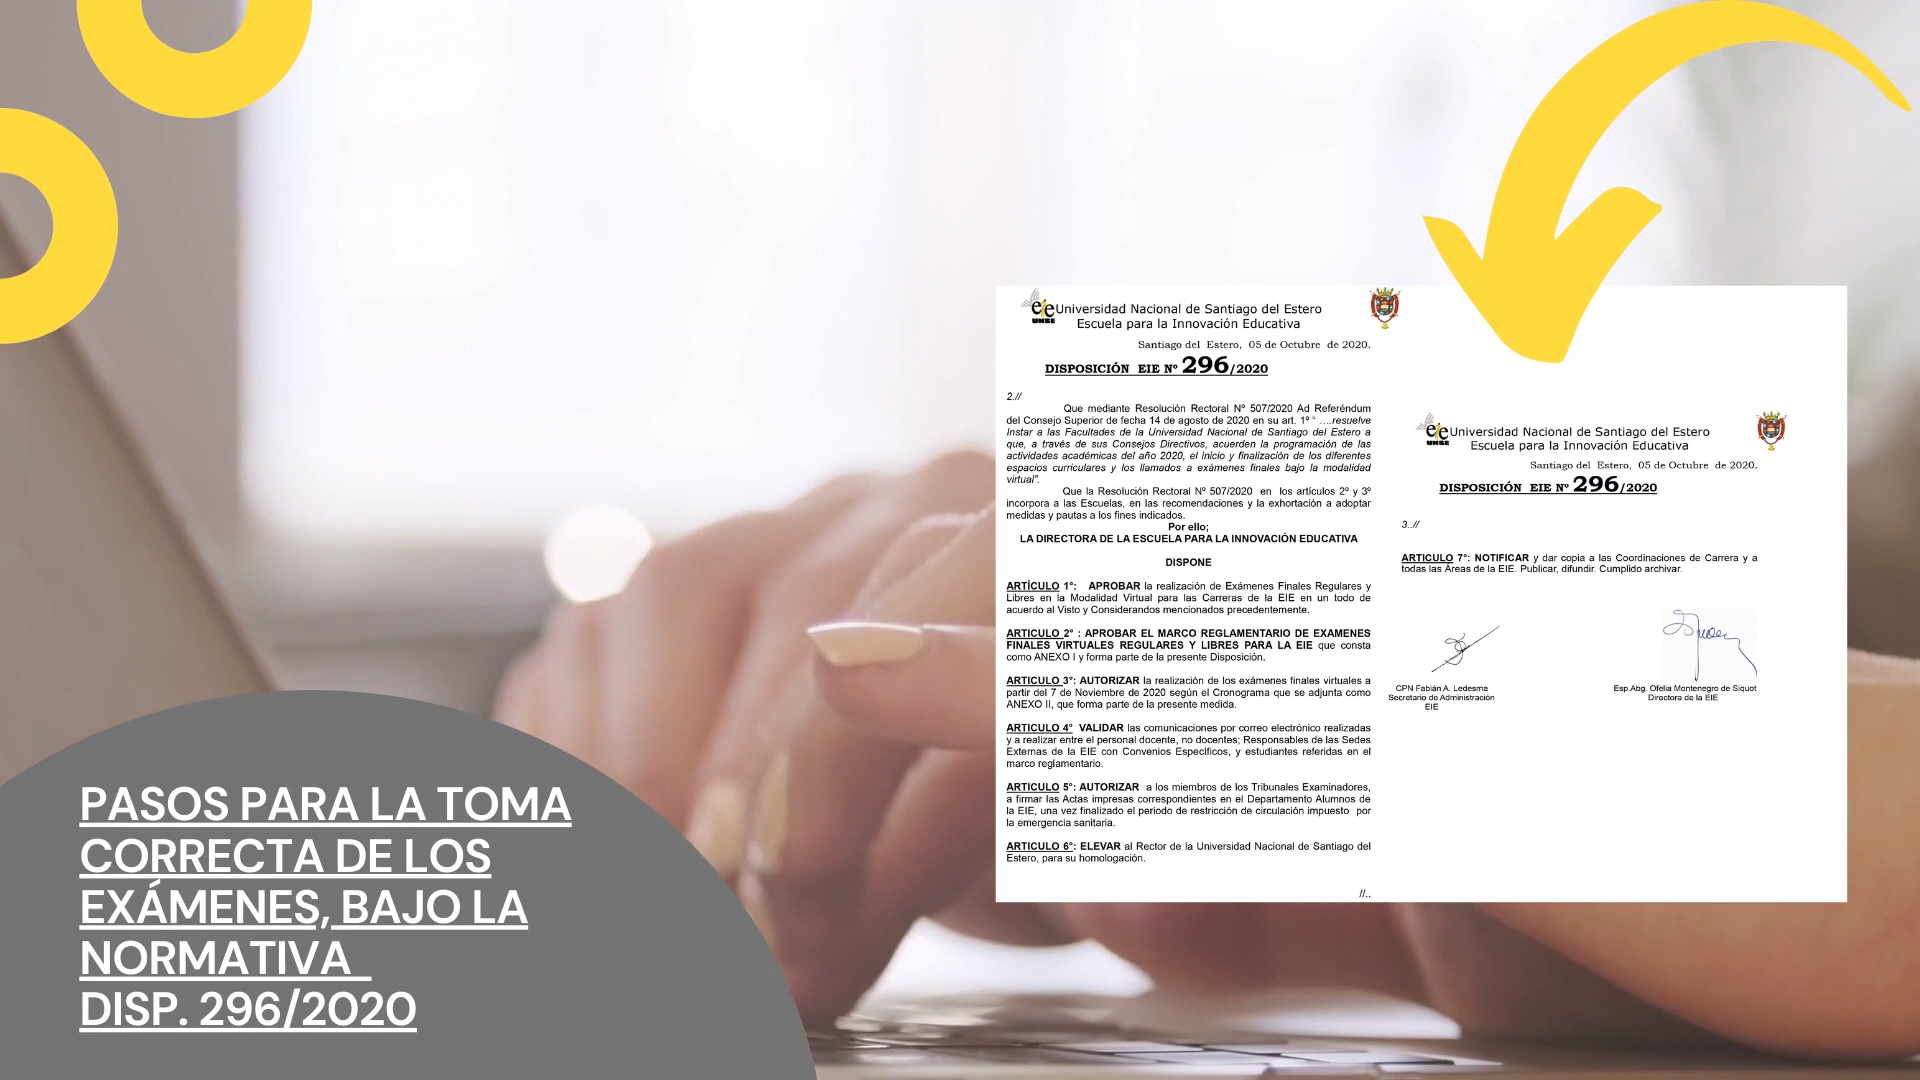 PASOS PARA LA TOMA
CORRECTA DE LOS
EXÁMENES, BAJO LA
NORMATIVA
DISP. 296/2020
eie UNSE
Universidad Nacional de Santiago del Estero
Escuela para la Innovación Educativa
Santiago del Estero, 05 de Octubre de 2020.
DISPOSICIÓN EIE Nº 296/2020
2.//
Que mediante Resolución Rectoral Nº 507/2020 Ad Referéndum
del Consejo Superior de fecha 14 de agosto de 2020 en su art. 1º “ ....resuelve
Instar a las Facultades de la Universidad Nacional de Santiago del Estero a
que, a través de sus Consejos Directivos, acuerden la programación de las
actividades académicas del año 2020, el inicio y finalización de los diferentes
espacios curriculares y los llamados a exámenes finales bajo la modalidad
virtual”.
Que la Resolución Rectoral Nº 507/2020 en los artículos 2º y 3º
incorpora a las Escuelas, en las recomendaciones y la exhortación a adoptar
medidas y pautas a los fines indicados.
Por ello;
LA DIRECTORA DE LA ESCUELA PARA LA INNOVACIÓN EDUCATIVA
DISPONE
ARTÍCULO 1°: APROBAR la realización de Exámenes Finales Regulares y
Libres en la Modalidad Virtual para las Carreras de la EIE en un todo de
acuerdo al Visto y Considerandos mencionados precedentemente.
ARTICULO 2° : APROBAR EL MARCO REGLAMENTARIO DE EXAMENES
FINALES VIRTUALES REGULARES Y LIBRES PARA LA EIE que consta
como ANEXO I y forma parte de la presente Disposición.
ARTICULO 3°: AUTORIZAR la realización de los exámenes finales virtuales a
partir del 7 de Noviembre de 2020 según el Cronograma que se adjunta como
ANEXO II, que forma parte de la presente medida.
ARTICULO 4° VALIDAR las comunicaciones por correo electrónico realizadas
y a realizar entre el personal docente, no docentes; Responsables de las Sedes
Externas de la EIE con Convenios Específicos, y estudiantes referidas en el
marco reglamentario.
ARTICULO 5°: AUTORIZAR a los miembros de los Tribunales Examinadores,
a firmar las Actas impresas correspondientes en el Departamento Alumnos de
la EIE, una vez finalizado el periodo de restricción de circulación impuesto por
la emergencia sanitaria.
ARTICULO 6°: ELEVAR al Rector de la Universidad Nacional de Santiago del
Estero, para su homologación.
//..
eie UNSE
Universidad Nacional de Santiago del Estero
Escuela para la Innovación Educativa
Santiago del Estero, 05 de Octubre de 2020.
DISPOSICIÓN EIE Nº 296/2020
3..//
ARTICULO 7°: NOTIFICAR y dar copia a las Coordinaciones de Carrera y a
todas las Áreas de la EIE. Publicar, difundir. Cumplido archivar.
CPN Fabián A. Ledesma
Secretario de Administración
EIE
Esp.Abg. Ofelia Montenegro de Siquot
Directora de la EIE